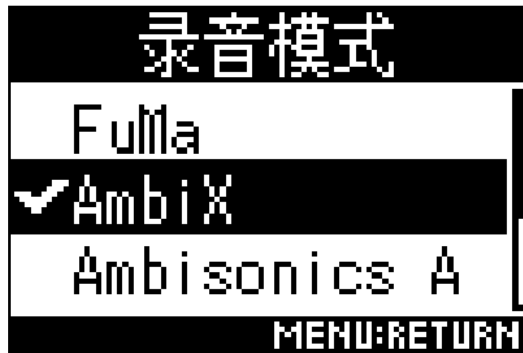 录音模式
FuMa
AmbiX
Ambisonics A
MENU:RETURN